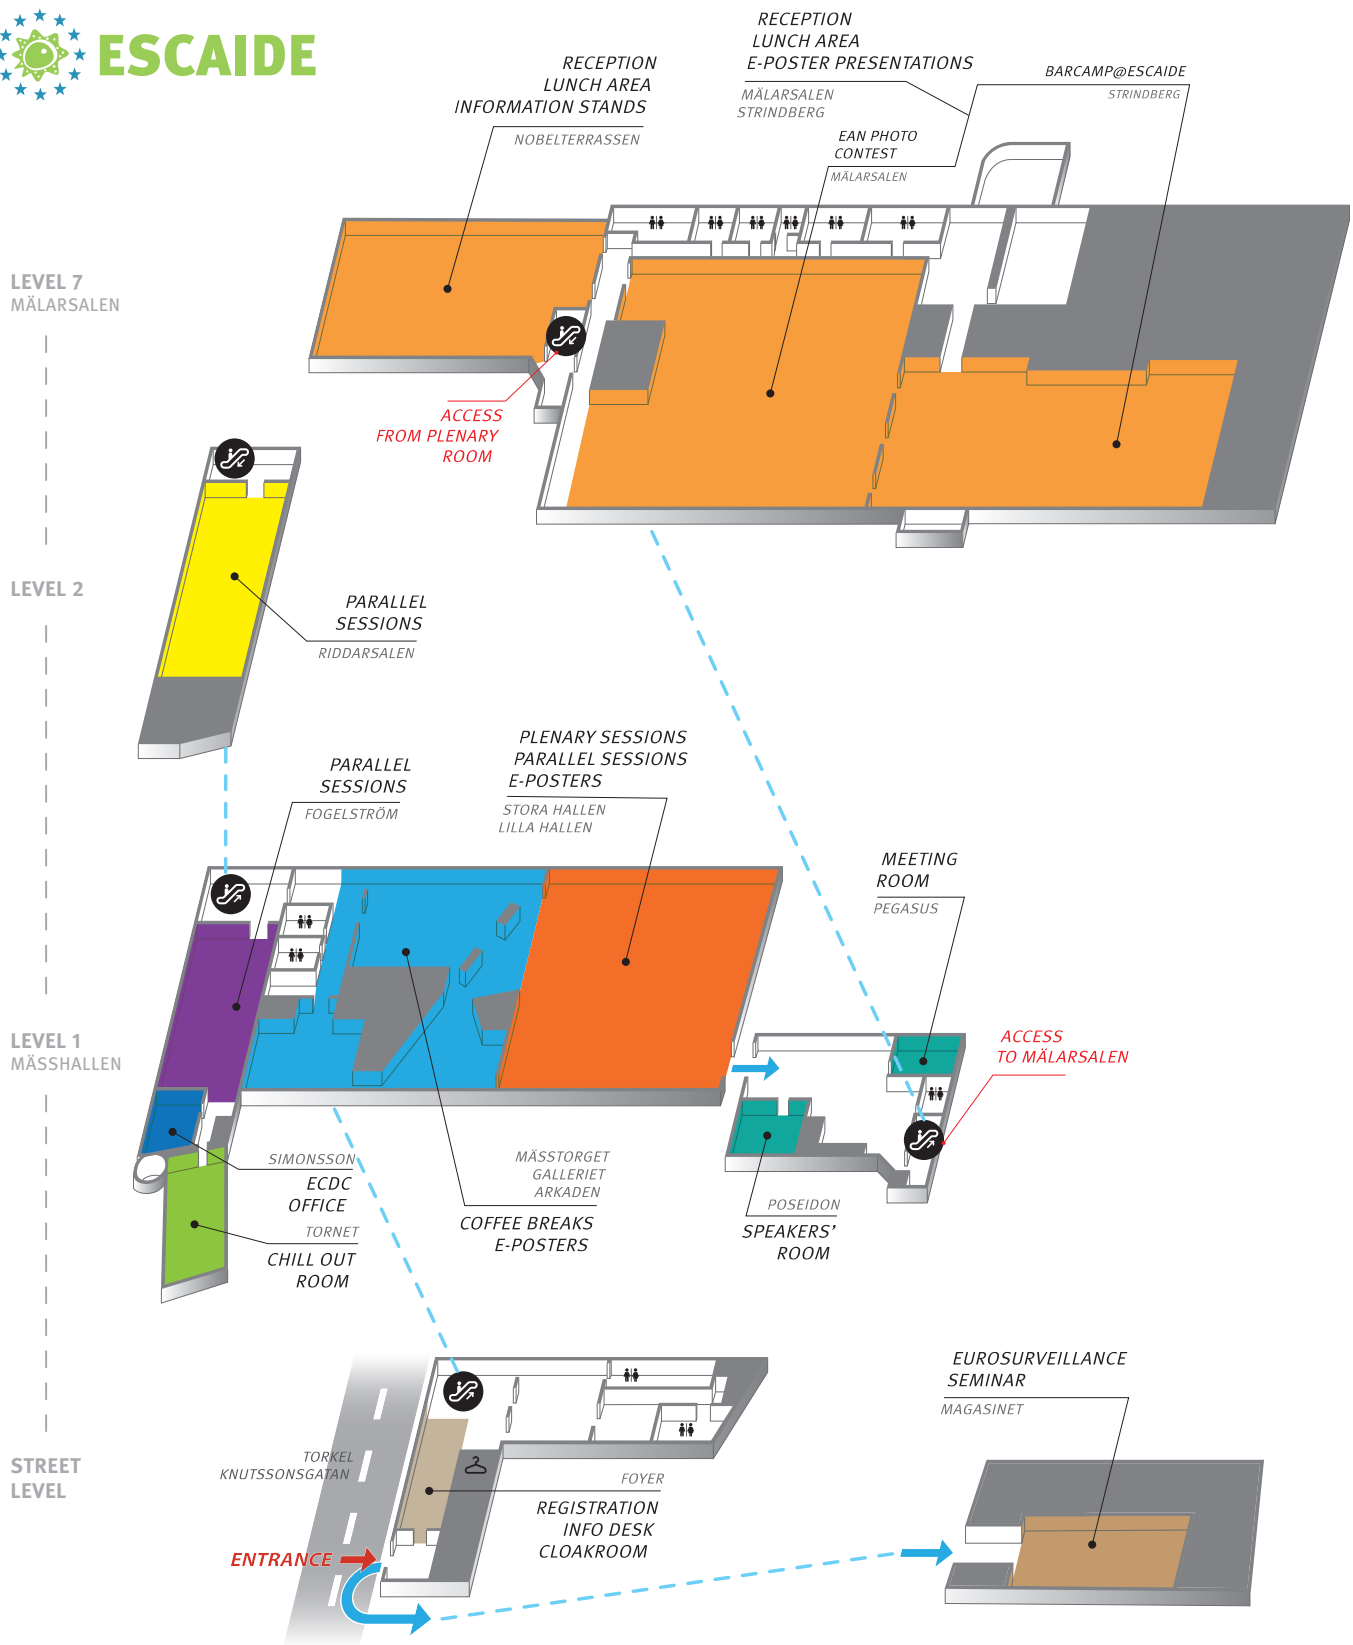 ESCAIDE
RECEPTION
LUNCH AREA
INFORMATION STANDS
NOBELTERRASSEN
RECEPTION
LUNCH AREA
E-POSTER PRESENTATIONS
MÄLARSALEN
STRINDBERG
BARCAMP@ESCAIDE
STRINDBERG
EAN PHOTO
CONTEST
MÄLARSALEN
LEVEL 7
MÄLARSALEN
ACCESS
FROM PLENARY
ROOM
LEVEL 2
PARALLEL
SESSIONS
RIDDARSALEN
PARALLEL
SESSIONS
FOGELSTRÖM
PLENARY SESSIONS
PARALLEL SESSIONS
E-POSTERS
STORA HALLEN
LILLA HALLEN
MEETING
ROOM
PEGASUS
LEVEL 1
MÄSSHALLEN
ACCESS
TO MÄLARSALEN
SIMONSSON
ECDC
OFFICE
TORNET
CHILL OUT
ROOM
MÄSSTORGET
GALLERIET
ARKADEN
COFFEE BREAKS
E-POSTERS
POSEIDON
SPEAKERS’
ROOM
EUROSURVEILLANCE
SEMINAR
MAGASINET
STREET
LEVEL
TORKEL
KNUTSSONSGATAN
FOYER
REGISTRATION
INFO DESK
CLOAKROOM
ENTRANCE